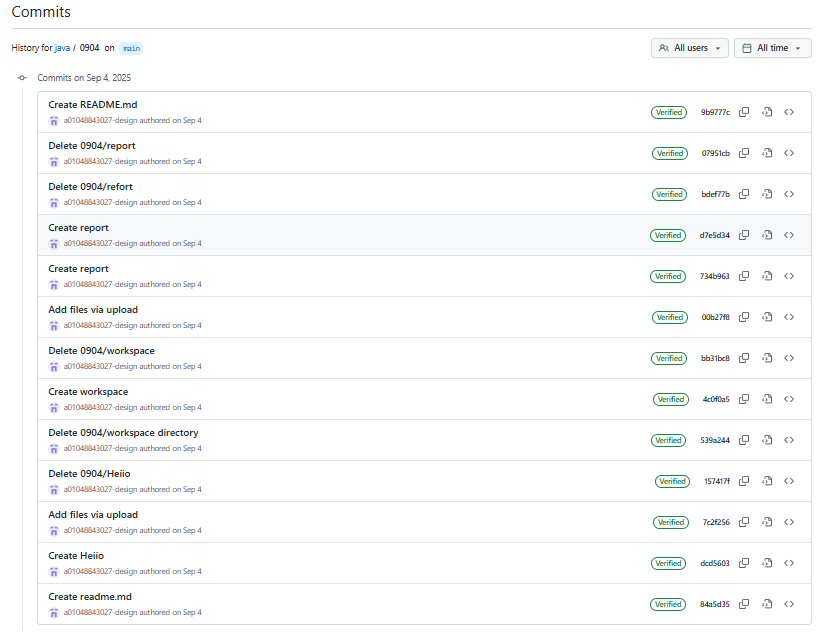 Commits
History for java / 0904 on main
All users
All time
Commits on Sep 4, 2025
Create README.md
Verified 9b9777c
a01048843027-design authored on Sep 4
Delete 0904/report
Verified 07951cb
a01048843027-design authored on Sep 4
Delete 0904/refort
Verified bdef77b
a01048843027-design authored on Sep 4
Create report
Verified d7e5d34
a01048843027-design authored on Sep 4
Create report
Verified 734b963
a01048843027-design authored on Sep 4
Add files via upload
Verified 00b27f8
a01048843027-design authored on Sep 4
Delete 0904/workspace
Verified bb31bc8
a01048843027-design authored on Sep 4
Create workspace
Verified 4c0f0a5
a01048843027-design authored on Sep 4
Delete 0904/workspace directory
Verified 539a244
a01048843027-design authored on Sep 4
Delete 0904/Heiio
Verified 157417f
a01048843027-design authored on Sep 4
Add files via upload
Verified 7c2f256
a01048843027-design authored on Sep 4
Create Heiio
Verified dcd5603
a01048843027-design authored on Sep 4
Create readme.md
Verified 84a5d35
a01048843027-design authored on Sep 4